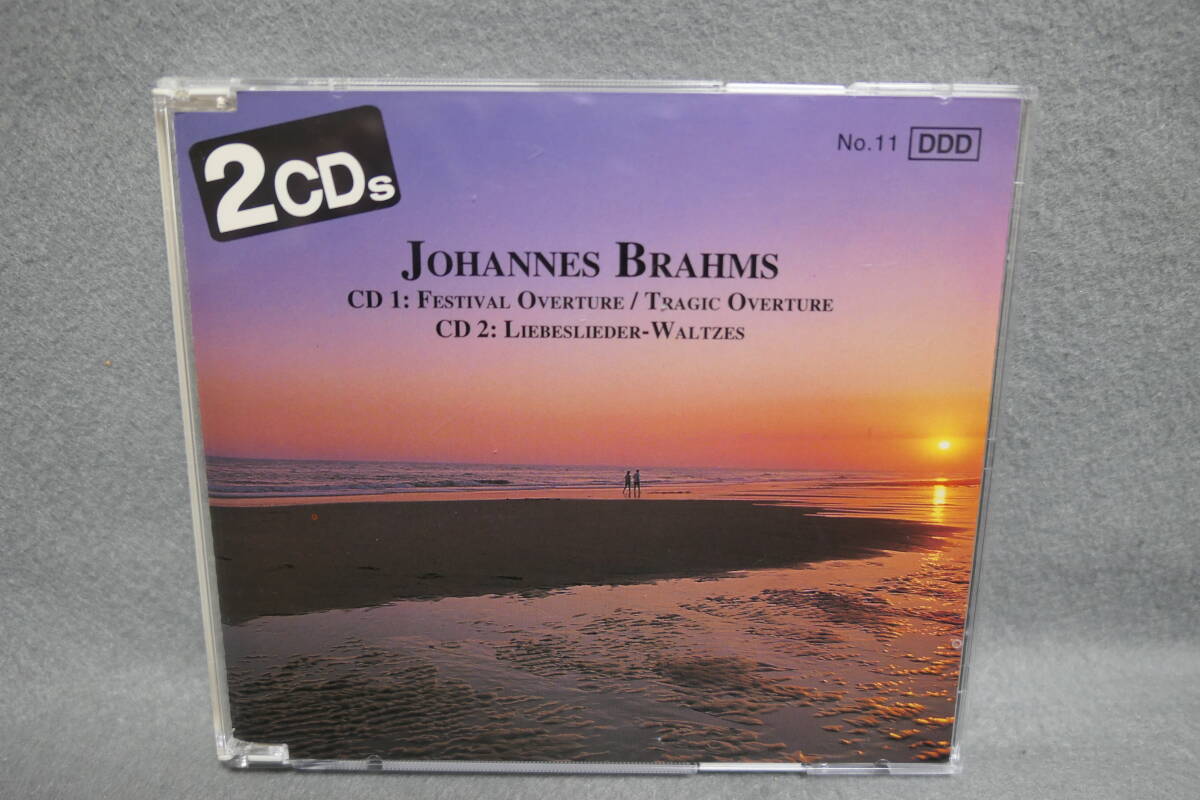 2CDs
No.11 DDD
JOHANNES BRAHMS
CD 1: FESTIVAL OVERTURE / TRAGIC OVERTURE
CD 2: LIEBESLIEDER-WALTZES